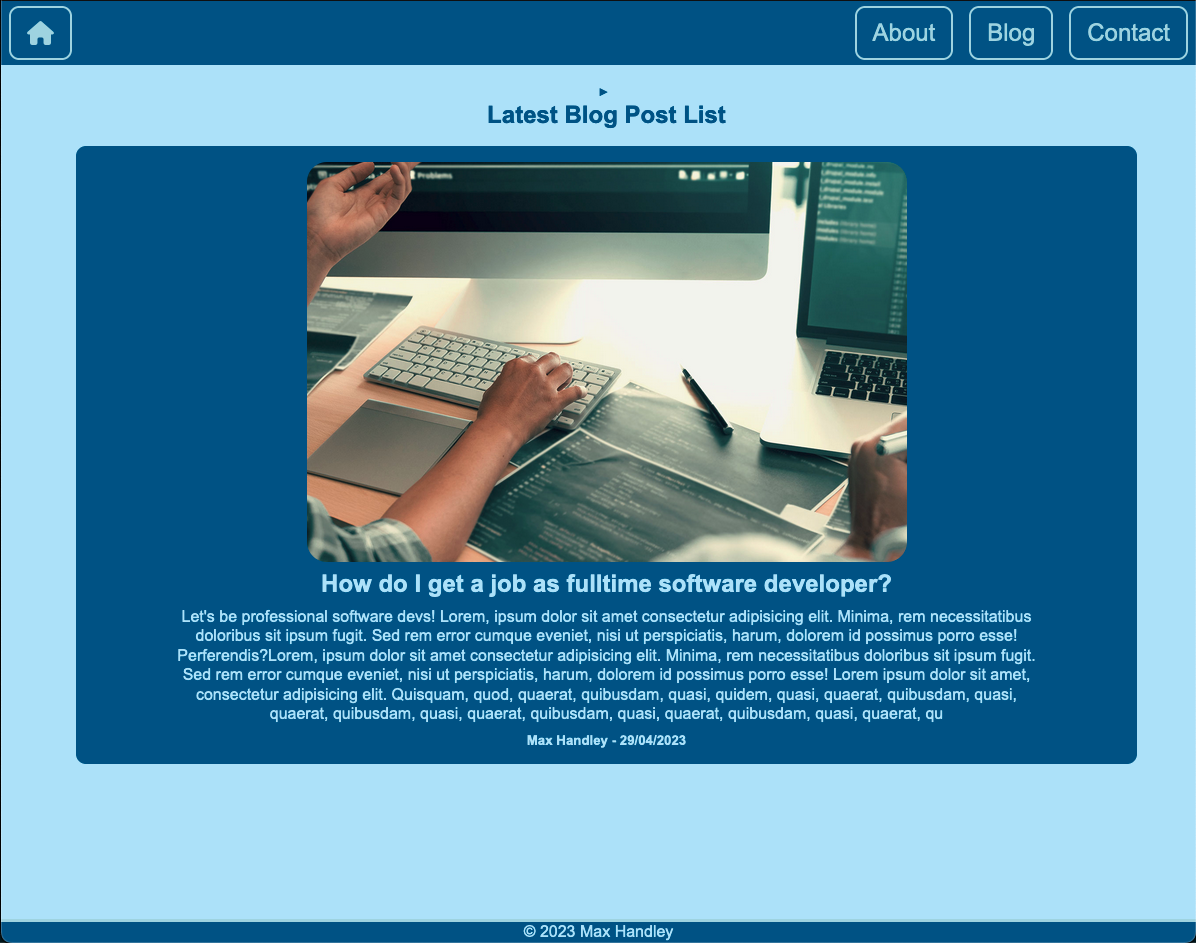 About Blog Contact
▸
Latest Blog Post List
Problems
How do I get a job as fulltime software developer?
Let's be professional software devs! Lorem, ipsum dolor sit amet consectetur adipisicing elit. Minima, rem necessitatibus
doloribus sit ipsum fugit. Sed rem error cumque eveniet, nisi ut perspiciatis, harum, dolorem id possimus porro esse!
Perferendis?Lorem, ipsum dolor sit amet consectetur adipisicing elit. Minima, rem necessitatibus doloribus sit ipsum fugit.
Sed rem error cumque eveniet, nisi ut perspiciatis, harum, dolorem id possimus porro esse! Lorem ipsum dolor sit amet,
consectetur adipisicing elit. Quisquam, quod, quaerat, quibusdam, quasi, quidem, quasi, quaerat, quibusdam, quasi,
quaerat, quibusdam, quasi, quaerat, quibusdam, quasi, quaerat, quibusdam, quasi, quaerat, qu
Max Handley - 29/04/2023
© 2023 Max Handley